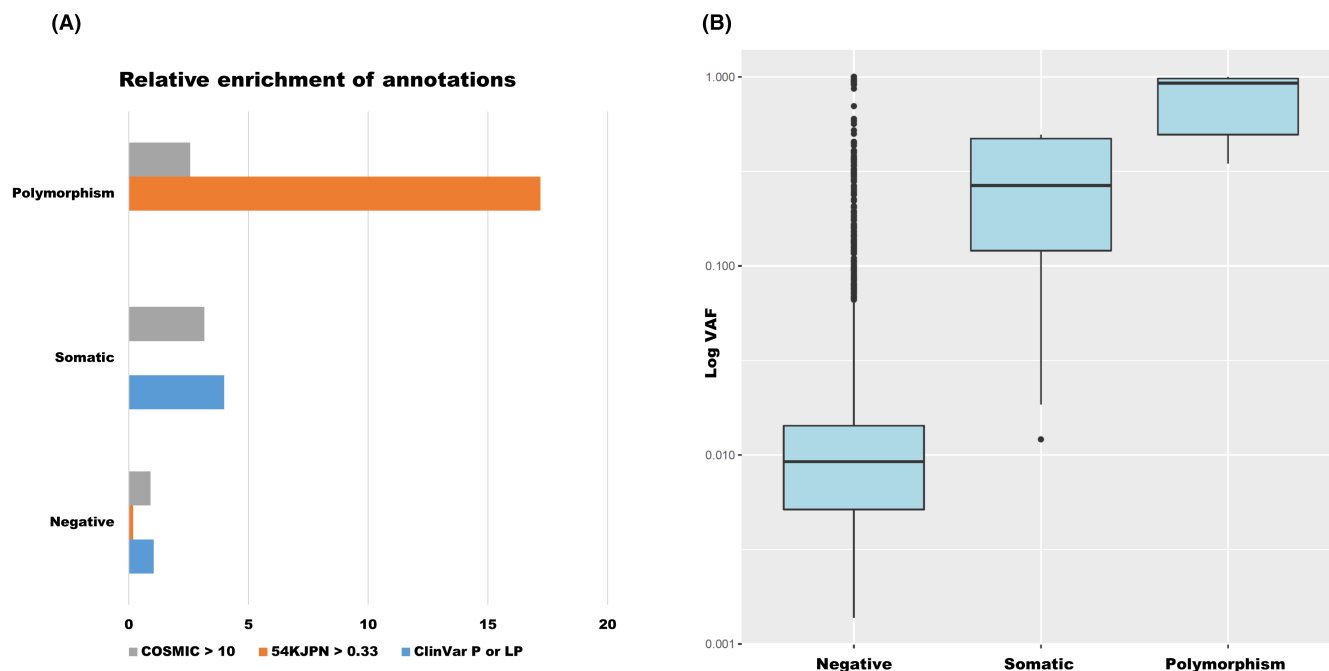 (A)
Relative enrichment of annotations
Polymorphism
Somatic
Negative
0 5 10 15 20
COSMIC > 10 54KJPN > 0.33 ClinVar P or LP
(B)
Log VAF
1.000
0.100
0.010
0.001
Negative Somatic Polymorphism